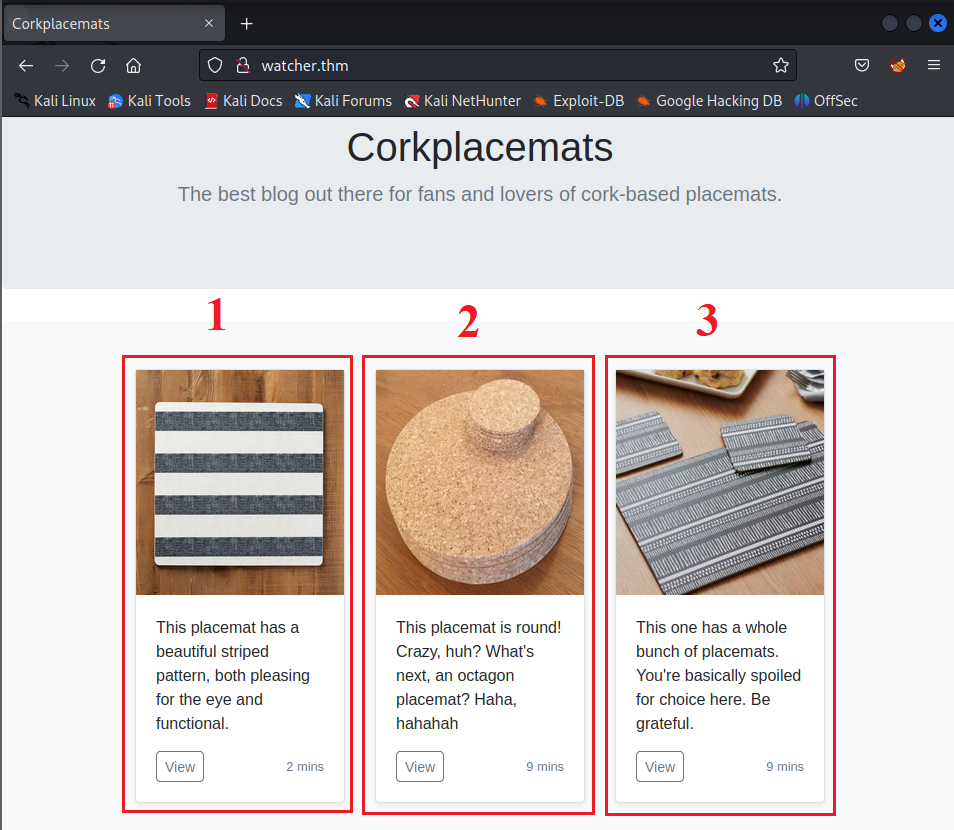 Corkplacemats
watcher.thm
Kali Linux Kali Tools Kali Docs Kali Forums Kali NetHunter Exploit-DB Google Hacking DB OffSec
Corkplacemats
The best blog out there for fans and lovers of cork-based placemats.
1 2 3
This placemat has a
beautiful striped
pattern, both pleasing
for the eye and
functional.
View 2 mins
This placemat is round!
Crazy, huh? What's
next, an octagon
placemat? Haha,
hahahah
View 9 mins
This one has a whole
bunch of placemats.
You're basically spoiled
for choice here. Be
grateful.
View 9 mins